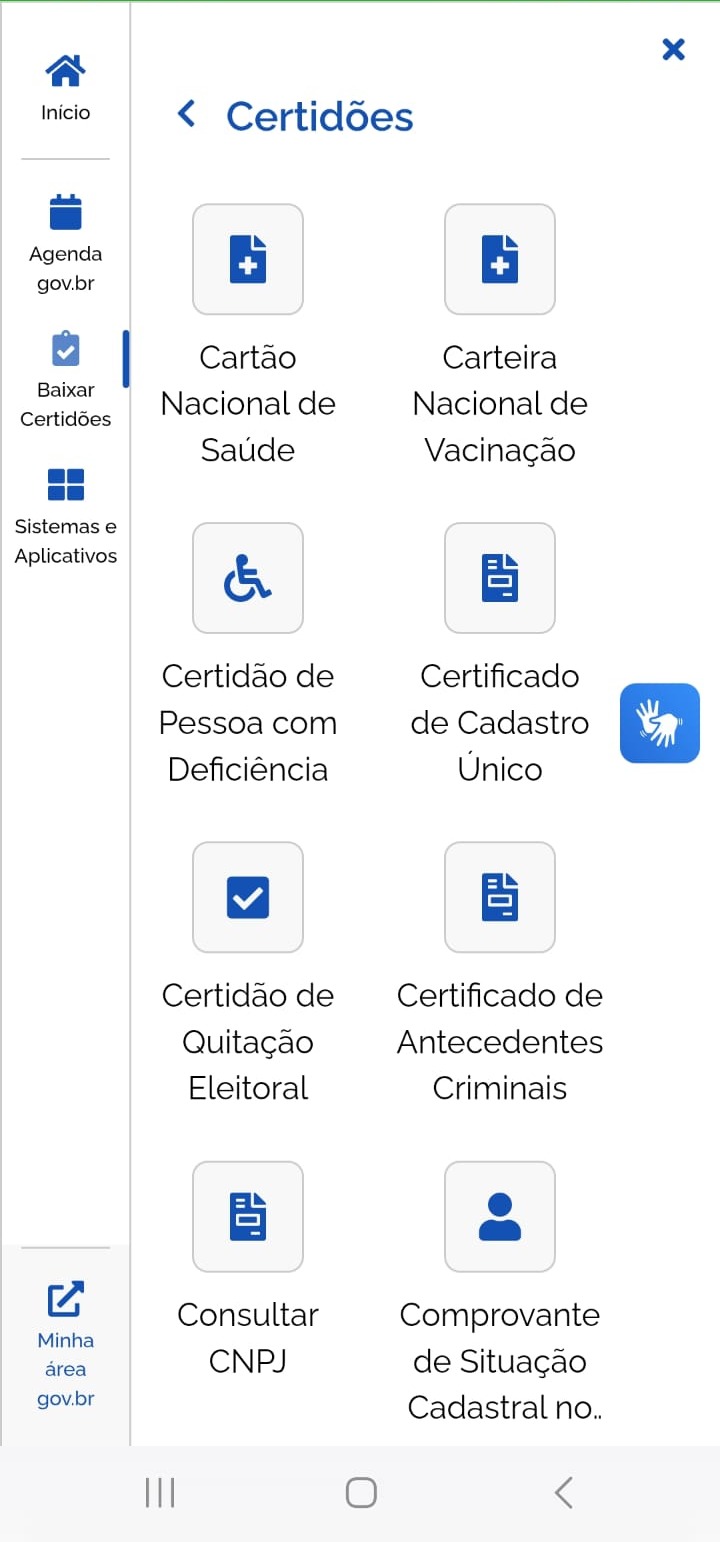 Início
Agenda
gov.br
Baixar
Certidões
Sistemas e
Aplicativos
Minha
área
gov.br
Certidões
Cartão
Nacional de
Saúde
Carteira
Nacional de
Vacinação
Certidão de
Pessoa com
Deficiência
Certificado
de Cadastro
Único
Certidão de
Quitação
Eleitoral
Certificado de
Antecedentes
Criminais
Consultar
CNPJ
Comprovante
de Situação
Cadastral no..